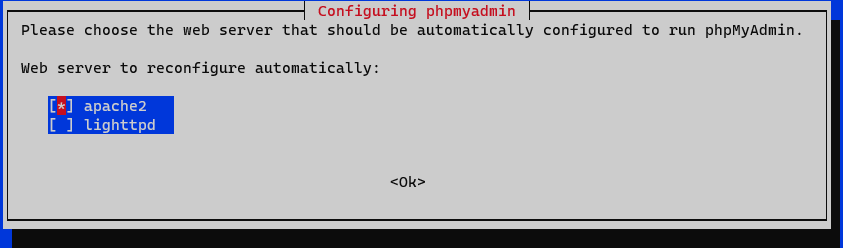 Configuring phpmyadmin
Please choose the web server that should be automatically configured to run phpMyAdmin.
Web server to reconfigure automatically:
[*] apache2
[ ] lighttpd
<Ok>